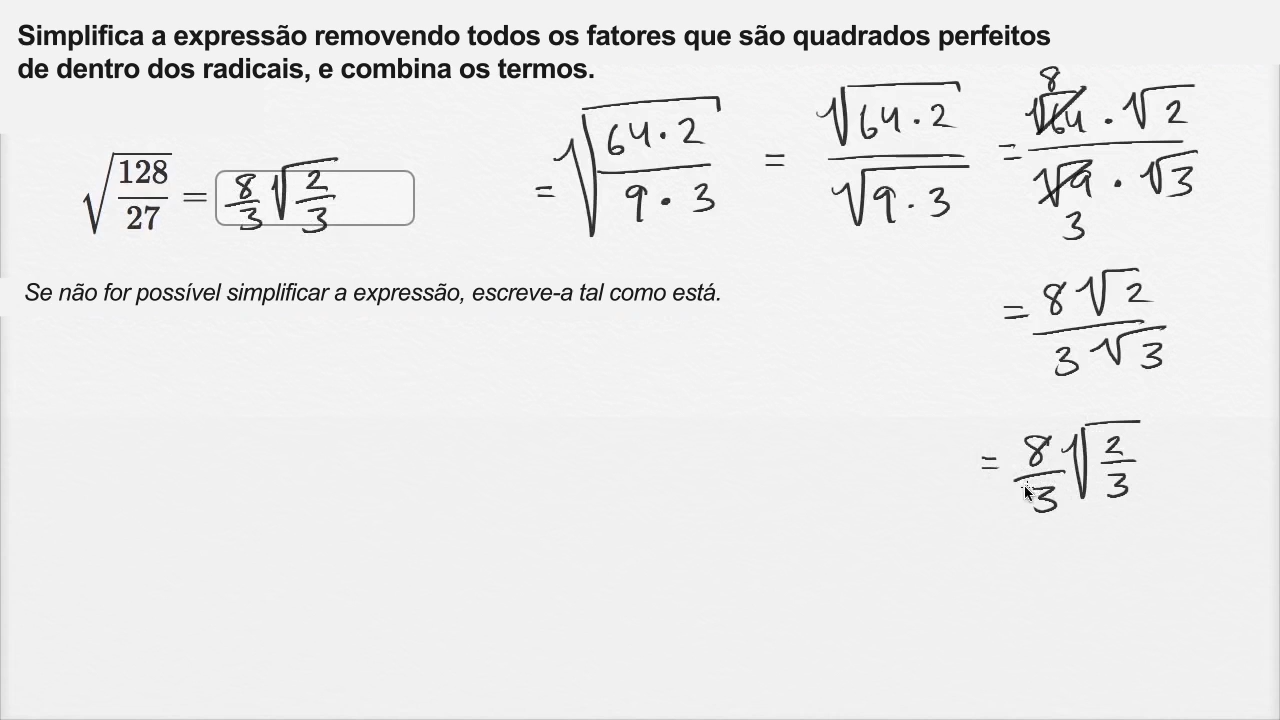 Simplifica a expressão removendo todos os fatores que são quadrados perfeitos
de dentro dos radicais, e combina os termos.
√(128/27) = 8/3 √(2/3)
= √(64·2/9·3) = √64·2/√9·3 = √64·√2/√9·√3
8
3
Se não for possível simplificar a expressão, escreve-a tal como está.
= 8√2/3√3
= 8/3 √(2/3)